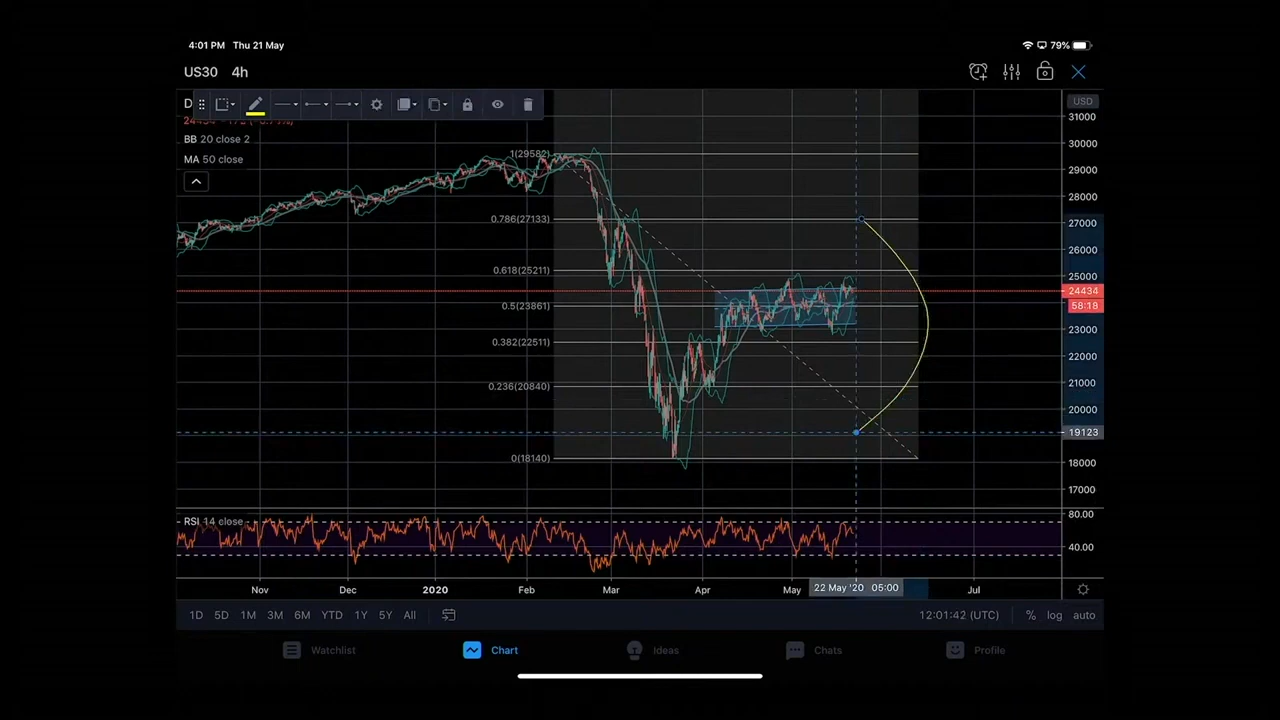 4:01 PM Thu 21 May
79%
US30 4h
D
BB 20 close 2
MA 50 close
USD
31000
30000
29000
28000
27000
26000
25000
24434
58:18
23000
22000
21000
20000
19123
18000
17000
1(29582)
0.786(27133)
0.618(25211)
0.5(23861)
0.382(22511)
0.236(20840)
0(18140)
RSI 14 close
80.00
40.00
Nov Dec 2020 Feb Mar Apr May 22 May '20 05:00 Jul
1D 5D 1M 3M 6M YTD 1Y 5Y All 12:01:42 (UTC) % log auto
Watchlist Chart Ideas Chats Profile